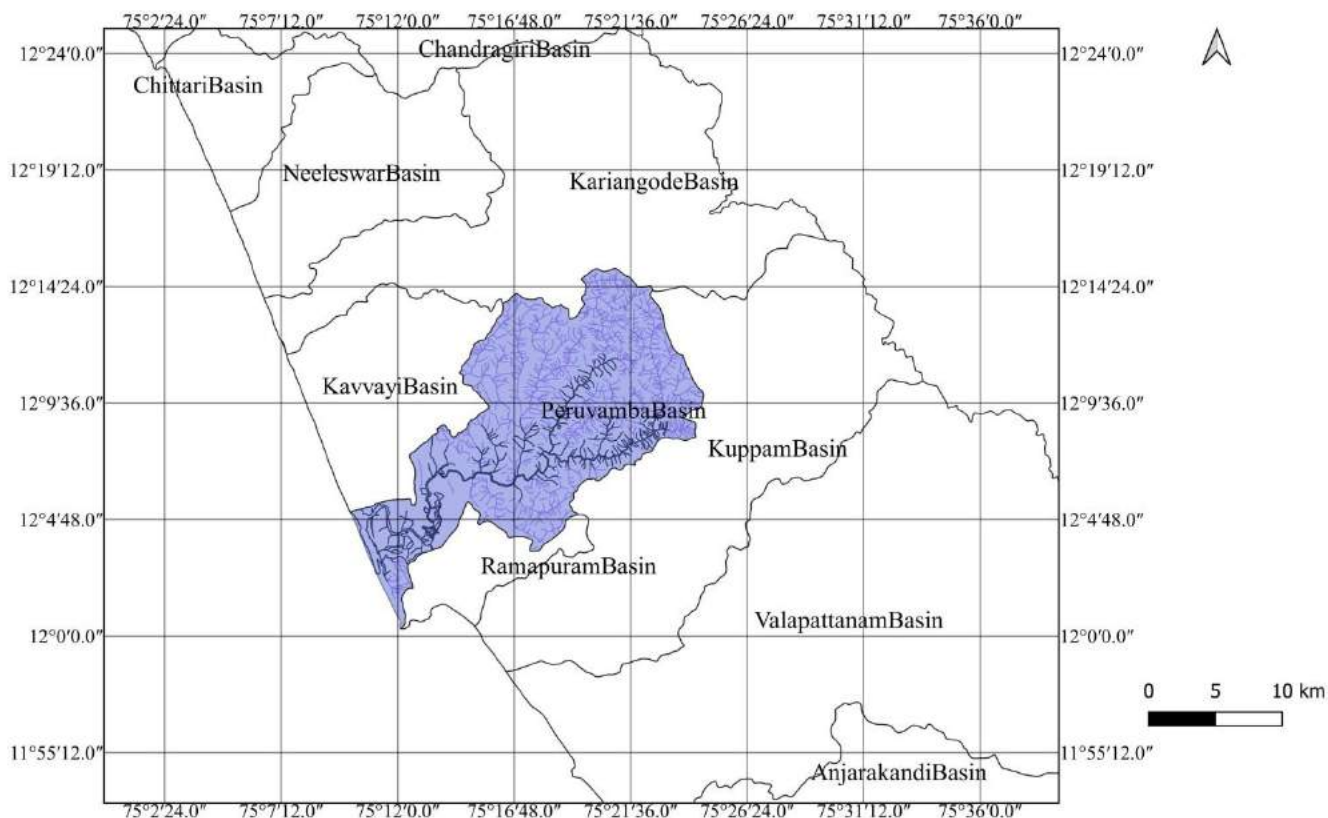 75°2'24.0" 75°7'12.0" 75°12'0.0" 75°16'48.0" 75°21'36.0" 75°26'24.0" 75°31'12.0" 75°36'0.0"
12°24'0.0" ChandragiriBasin 12°24'0.0"
ChittariBasin
12°19'12.0" NeeleswarBasin KariangodeBasin 12°19'12.0"
12°14'24.0" 12°14'24.0"
KavvayiBasin
12°9'36.0" PeruvambaBasin 12°9'36.0"
KuppamBasin
12°4'48.0" 12°4'48.0"
RamapuramBasin
ValapattanamBasin
12°0'0.0" 12°0'0.0"
0 5 10 km
11°55'12.0" 11°55'12.0"
AnjarakandiBasin
75°2'24.0" 75°7'12.0" 75°12'0.0" 75°16'48.0" 75°21'36.0" 75°26'24.0" 75°31'12.0" 75°36'0.0"